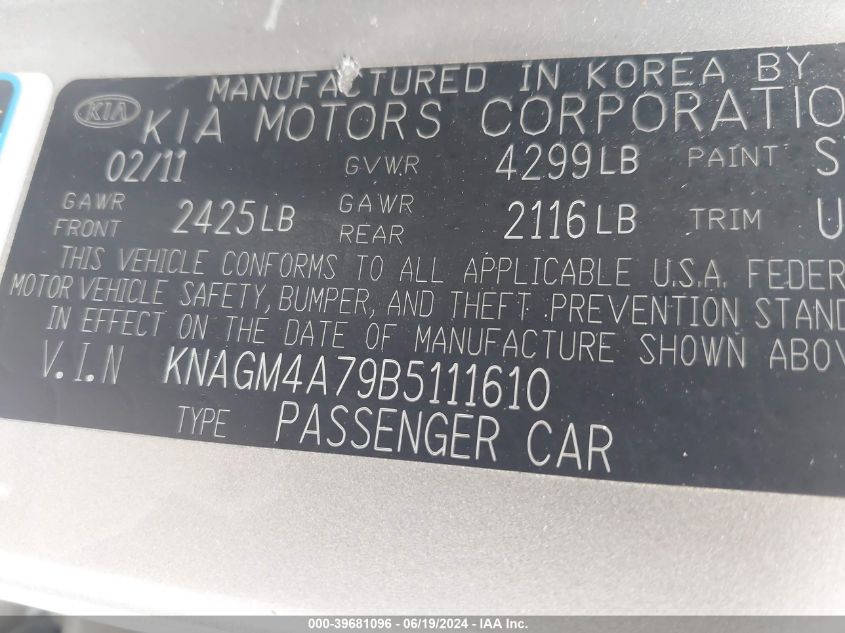 MANUFACTURED IN KOREA BY
KIA KIA MOTORS CORPORATIO
02/11 GVWR 4299LB PAINT
GAWR FRONT 2425LB GAWR REAR 2116LB TRIM U
THIS VEHICLE CONFORMS TO ALL APPLICABLE U.S.A. FEDER
MOTOR VEHICLE SAFETY, BUMPER, AND THEFT PREVENTION STAND
IN EFFECT ON THE DATE OF MANUFACTURE SHOWN ABOV
V.I.N KNAGM4A79B5111610
TYPE PASSENGER CAR
000-39681096 - 06/19/2024 - IAA Inc.